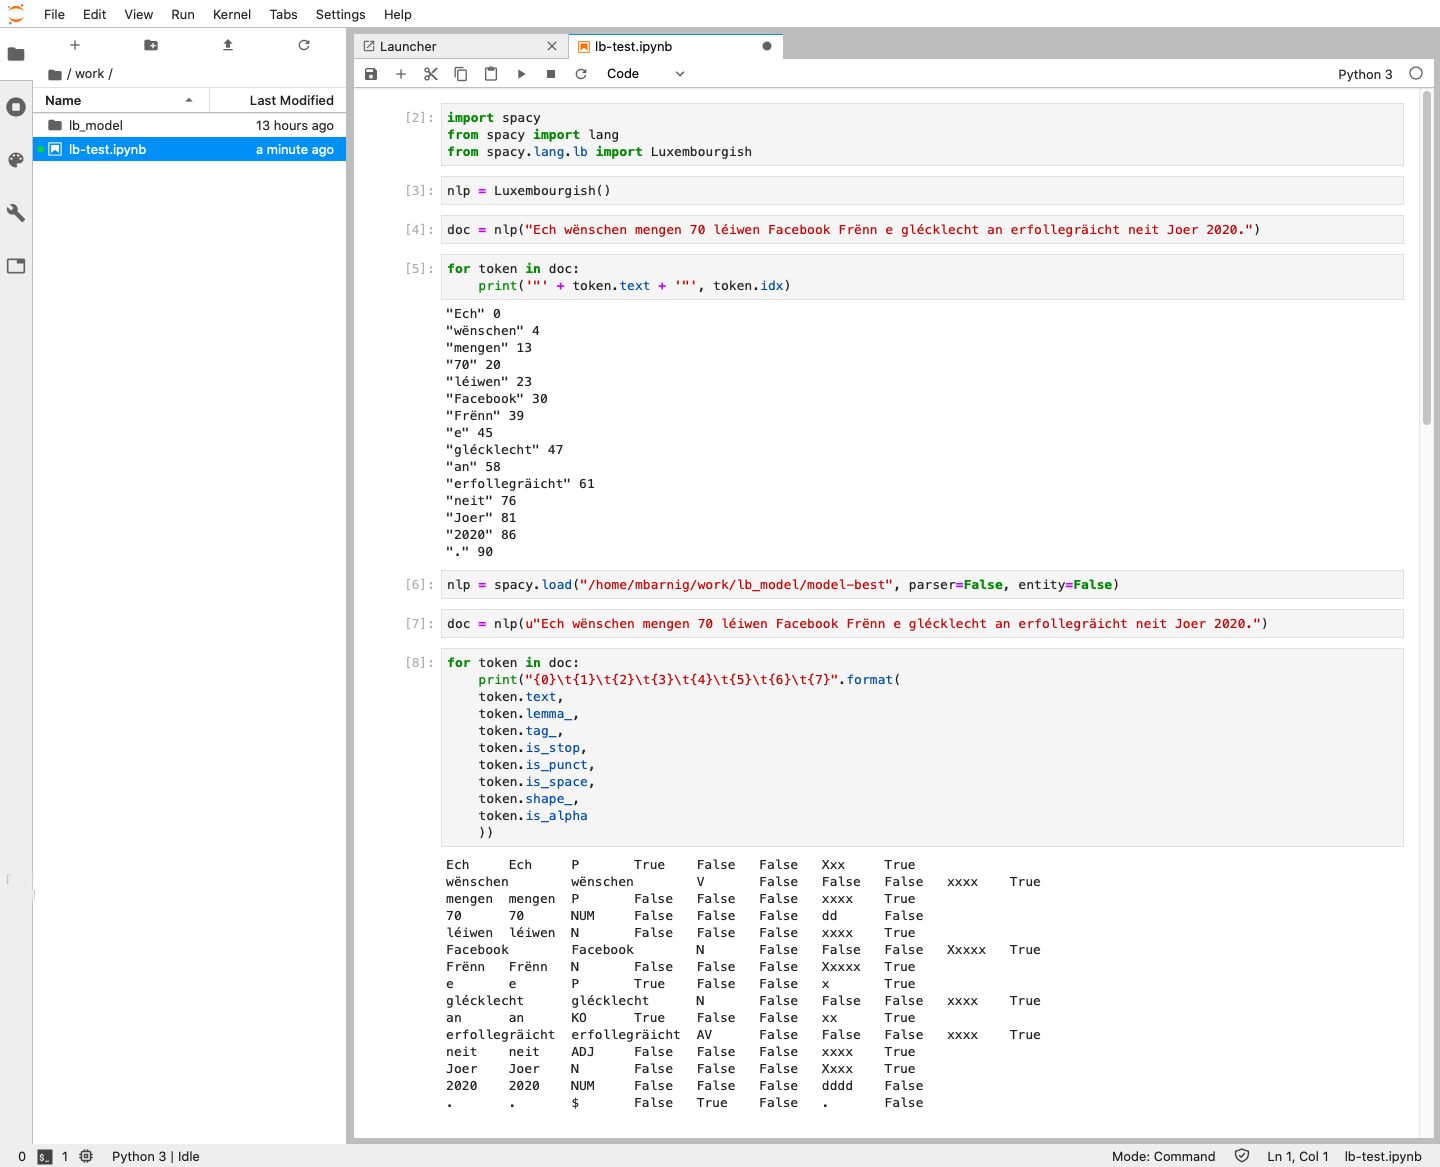 File Edit View Run Kernel Tabs Settings Help
Launcher
lb-test.ipynb
/ work /
Code
Python 3
Name Last Modified
lb_model 13 hours ago
lb-test.ipynb a minute ago
[2]: import spacy
from spacy import lang
from spacy.lang.lb import Luxembourgish
[3]: nlp = Luxembourgish()
[4]: doc = nlp("Ech wënschen mengen 70 léiwen Facebook Frënn e glécklecht an erfollegräicht neit Joer 2020.")
[5]: for token in doc:
print('"' + token.text + '"', token.idx)
"Ech" 0
"wënschen" 4
"mengen" 13
"70" 20
"léiwen" 23
"Facebook" 30
"Frënn" 39
"e" 45
"glécklecht" 47
"an" 58
"erfollegräicht" 61
"neit" 76
"Joer" 81
"2020" 86
"." 90
[6]: nlp = spacy.load("/home/mbarnig/work/lb_model/model-best", parser=False, entity=False)
[7]: doc = nlp(u"Ech wënschen mengen 70 léiwen Facebook Frënn e glécklecht an erfollegräicht neit Joer 2020.")
[8]: for token in doc:
print("{0}\t{1}\t{2}\t{3}\t{4}\t{5}\t{6}\t{7}".format(
token.text,
token.lemma_,
token.tag_,
token.is_stop,
token.is_punct,
token.is_space,
token.shape_,
token.is_alpha
))
Ech Ech P True False False Xxx True
wënschen wënschen V False False False xxxx True
mengen mengen P False False False xxxx True
70 70 NUM False False False dd False
léiwen léiwen N False False False xxxx True
Facebook Facebook N False False False Xxxxx True
Frënn Frënn N False False False Xxxxx True
e e P True False False x True
glécklecht glécklecht N False False False xxxx True
an an KO True False False xx True
erfollegräicht erfollegräicht AV False False False xxxx True
neit neit ADJ False False False xxxx True
Joer Joer N False False False Xxxx True
2020 2020 NUM False False False dddd False
. . $ False True False . False
0 $_ 1 Python 3 | Idle Mode: Command Ln 1, Col 1 lb-test.ipynb